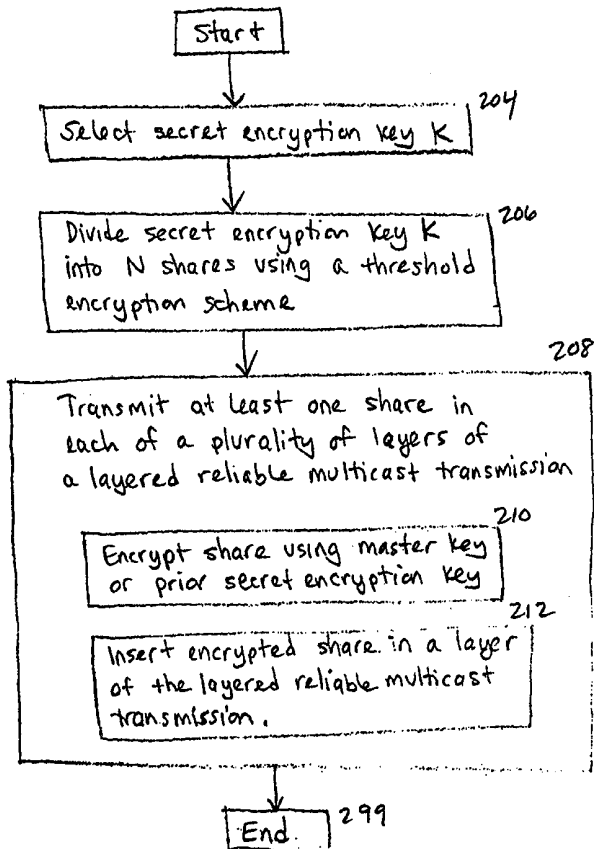 Start
204
Select secret encryption key K
206
Divide secret encryption key K
into N shares using a threshold
encryption scheme
208
Transmit at least one share in
each of a plurality of layers of
a layered reliable multicast transmission
210
Encrypt share using master key
or prior secret encryption key
212
Insert encrypted share in a layer
of the layered reliable multicast
transmission.
End.
299